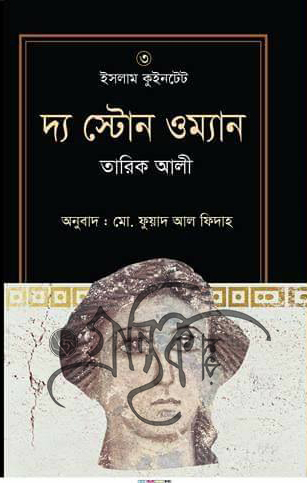 ৩
ইসলাম কুইনটেট
দ্য স্টোন ওম্যান
তারিক আলী
অনুবাদ : মো. ফুয়াদ আল ফিদাহ